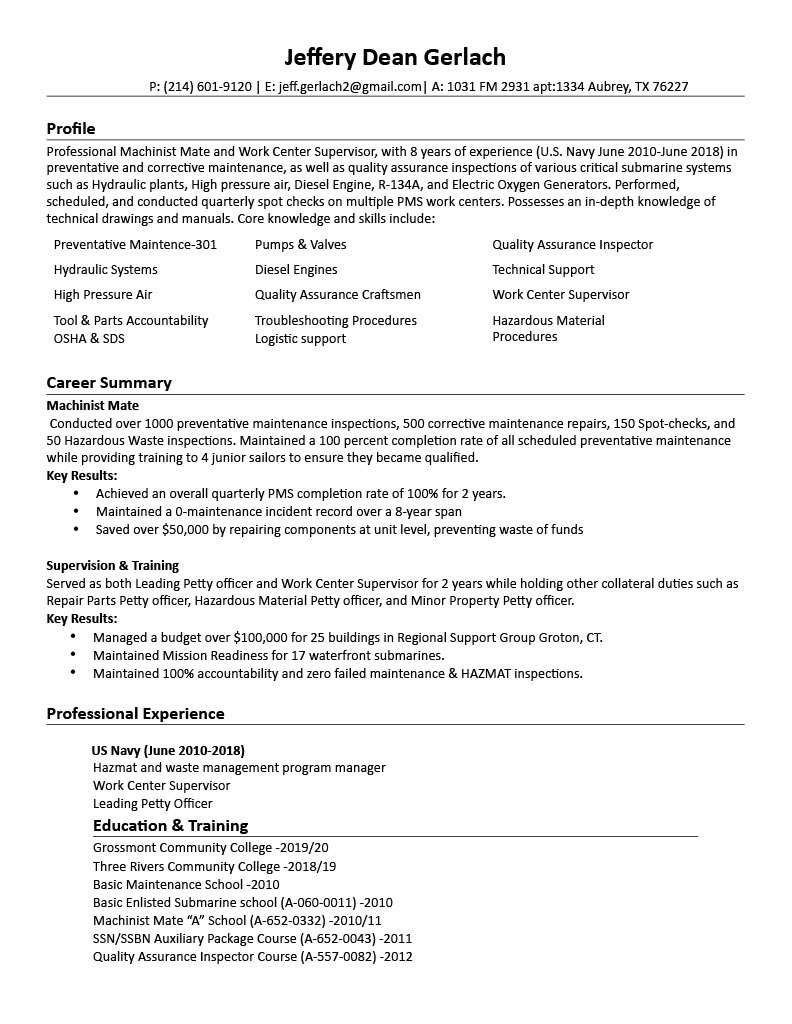 Jeffery Dean Gerlach
P: (214) 601-9120 | E: jeff.gerlach2@gmail.com| A: 1031 FM 2931 apt:1334 Aubrey, TX 76227
Profile
Professional Machinist Mate and Work Center Supervisor, with 8 years of experience (U.S. Navy June 2010-June 2018) in
preventative and corrective maintenance, as well as quality assurance inspections of various critical submarine systems
such as Hydraulic plants, High pressure air, Diesel Engine, R-134A, and Electric Oxygen Generators. Performed,
scheduled, and conducted quarterly spot checks on multiple PMS work centers. Possesses an in-depth knowledge of
technical drawings and manuals. Core knowledge and skills include:
Preventative Maintence-301 Pumps & Valves Quality Assurance Inspector
Hydraulic Systems Diesel Engines Technical Support
High Pressure Air Quality Assurance Craftsmen Work Center Supervisor
Tool & Parts Accountability Troubleshooting Procedures Hazardous Material
OSHA & SDS Logistic support Procedures
Career Summary
Machinist Mate
Conducted over 1000 preventative maintenance inspections, 500 corrective maintenance repairs, 150 Spot-checks, and
50 Hazardous Waste inspections. Maintained a 100 percent completion rate of all scheduled preventative maintenance
while providing training to 4 junior sailors to ensure they became qualified.
Key Results:
• Achieved an overall quarterly PMS completion rate of 100% for 2 years.
• Maintained a 0-maintenance incident record over a 8-year span
• Saved over $50,000 by repairing components at unit level, preventing waste of funds
Supervision & Training
Served as both Leading Petty officer and Work Center Supervisor for 2 years while holding other collateral duties such as
Repair Parts Petty officer, Hazardous Material Petty officer, and Minor Property Petty officer.
Key Results:
• Managed a budget over $100,000 for 25 buildings in Regional Support Group Groton, CT.
• Maintained Mission Readiness for 17 waterfront submarines.
• Maintained 100% accountability and zero failed maintenance & HAZMAT inspections.
Professional Experience
US Navy (June 2010-2018)
Hazmat and waste management program manager
Work Center Supervisor
Leading Petty Officer
Education & Training
Grossmont Community College -2019/20
Three Rivers Community College -2018/19
Basic Maintenance School -2010
Basic Enlisted Submarine school (A-060-0011) -2010
Machinist Mate “A” School (A-652-0332) -2010/11
SSN/SSBN Auxiliary Package Course (A-652-0043) -2011
Quality Assurance Inspector Course (A-557-0082) -2012